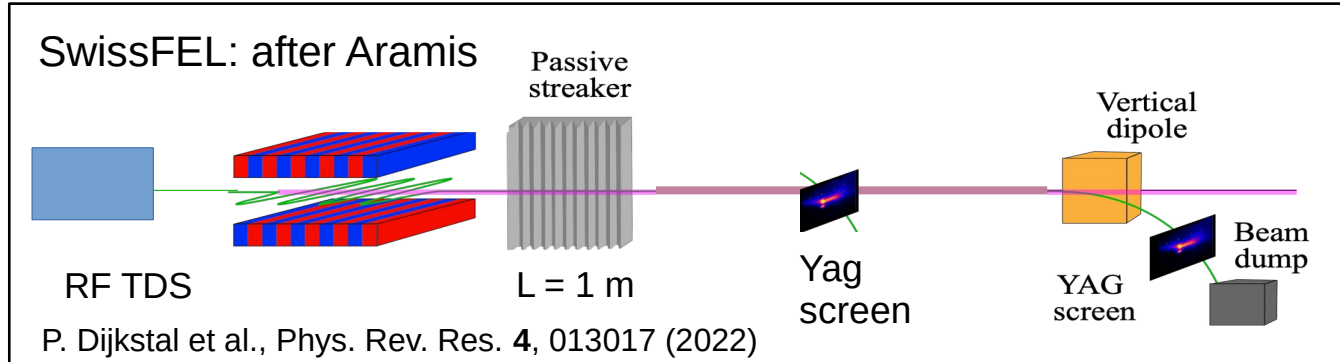 SwissFEL: after Aramis
Passive
streaker
Vertical
dipole
RF TDS
L = 1 m
Yag
screen
YAG
screen
Beam
dump
P. Dijkstal et al., Phys. Rev. Res. 4, 013017 (2022)